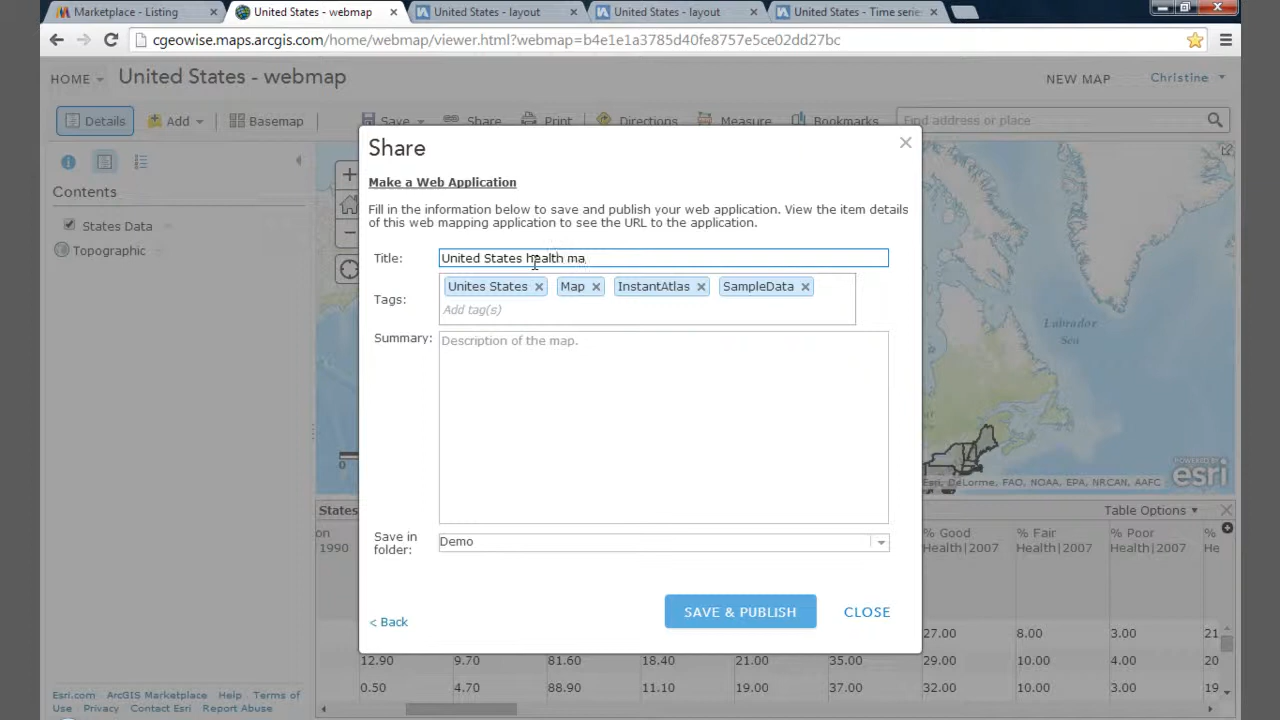 Marketplace - Listing
United States - webmap
United States - layout
United States - layout
United States - Time serie
cgeowise.maps.arcgis.com/home/webmap/viewer.html?webmap=b4e1e1a3785d40fe8757e5ce02dd27bc
HOME United States - webmap NEW MAP Christine
Details Add Basemap Save Share Print Directions Measure Bookmarks Find address or place
Contents
States Data
Topographic
Share
Make a Web Application
Fill in the information below to save and publish your web application. View the item details
of this web mapping application to see the URL to the application.
Title: United States health ma
Tags: Unites States Map InstantAtlas SampleData
Add tag(s)
Summary: Description of the map.
Save in
folder: Demo
< Back SAVE & PUBLISH CLOSE
Labrador
Sea
POWERED BY
esri
Esri, DeLorme, FAO, NOAA, EPA, NRCAN, AAFC
0
States Table Options
on
1990
% Good
Health|2007
% Fair
Health|2007
% Poor
Health|2007
%
He
27.00 8.00 3.00 21
12.90 9.70 81.60 18.40 21.00 35.00 29.00 10.00 4.00 20
0.50 4.70 88.90 11.10 19.00 37.00 32.00 10.00 3.00 19
Esri.com ArcGIS Marketplace Help Terms of
Use Privacy Contact Esri Report Abuse